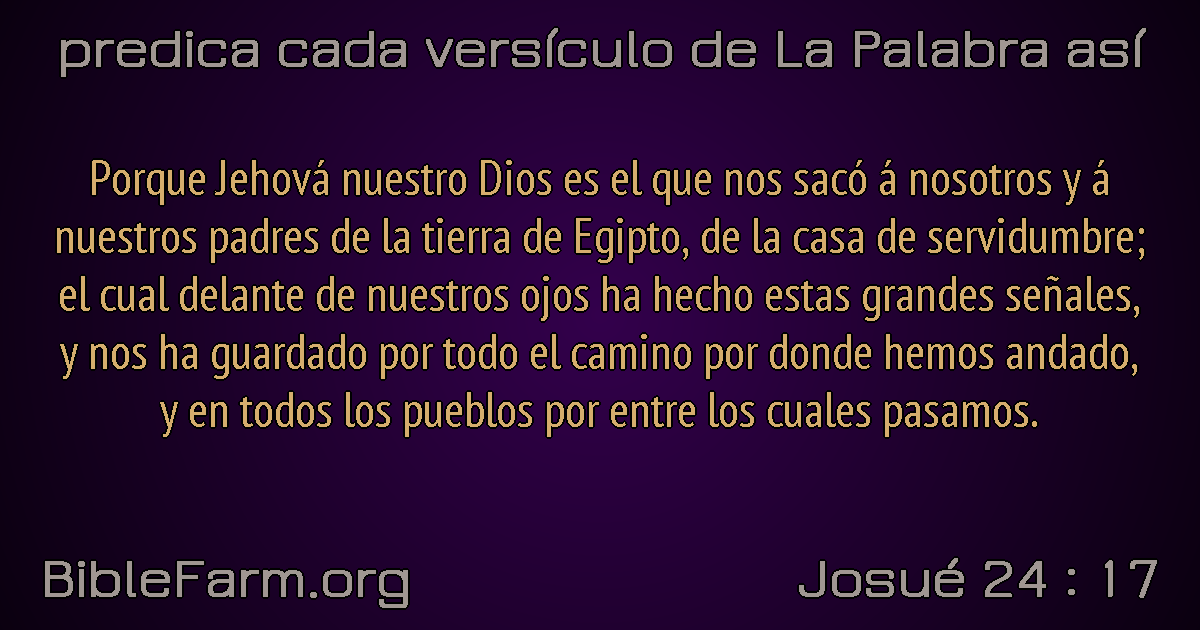 predica cada versículo de La Palabra así
Porque Jehová nuestro Dios es el que nos sacó á nosotros y á
nuestros padres de la tierra de Egipto, de la casa de servidumbre;
el cual delante de nuestros ojos ha hecho estas grandes señales,
y nos ha guardado por todo el camino por donde hemos andado,
y en todos los pueblos por entre los cuales pasamos.
BibleFarm.org
Josué 24 : 17